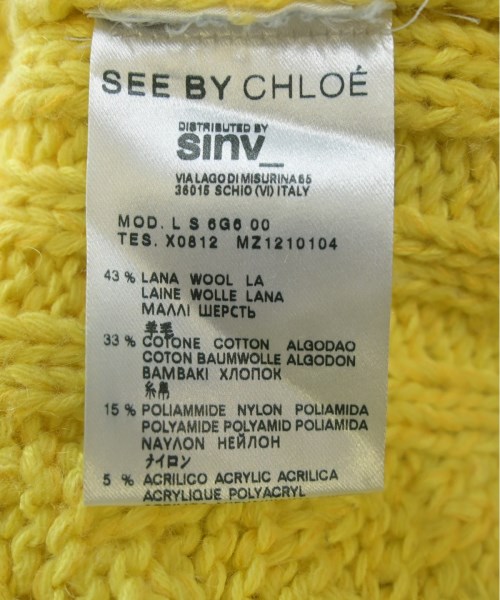 SEE BY CHLOÉ
DISTRIBUTED BY
sinv_
VIA LAGO DI MISURINA 65
36015 SCHIO (VI) ITALY
MOD. L S 6G6 00
TES. X0812 MZ1210104
43 % LANA WOOL LA
LAINE WOLLE LANA
ΜΑΛΛΙ ШЕРСТЬ
羊毛
33 % COTONE COTTON ALGODAO
COTON BAUMWOLLE ALGODON
BAMBAKI ХЛОПОК
15 % POLIAMMIDE NYLON POLIAMIDA
POLYAMIDE POLYAMID POLIAMIDA
ΝΑΥΛΟΝ НЕЙЛОН
ナイロン
5 % ACRILICO ACRYLIC ACRILICA
ACRYLIQUE POLYACRYL